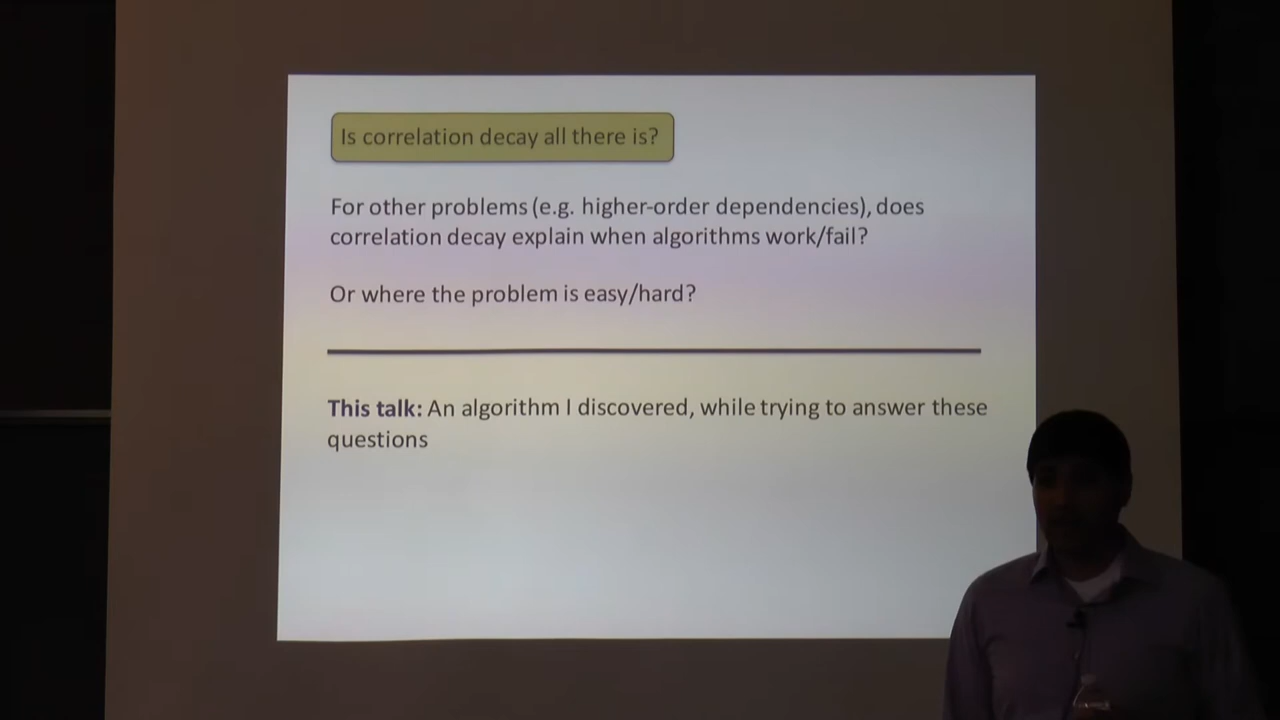 Is correlation decay all there is?
For other problems (e.g. higher-order dependencies), does
correlation decay explain when algorithms work/fail?
Or where the problem is easy/hard?
This talk: An algorithm I discovered, while trying to answer these
questions